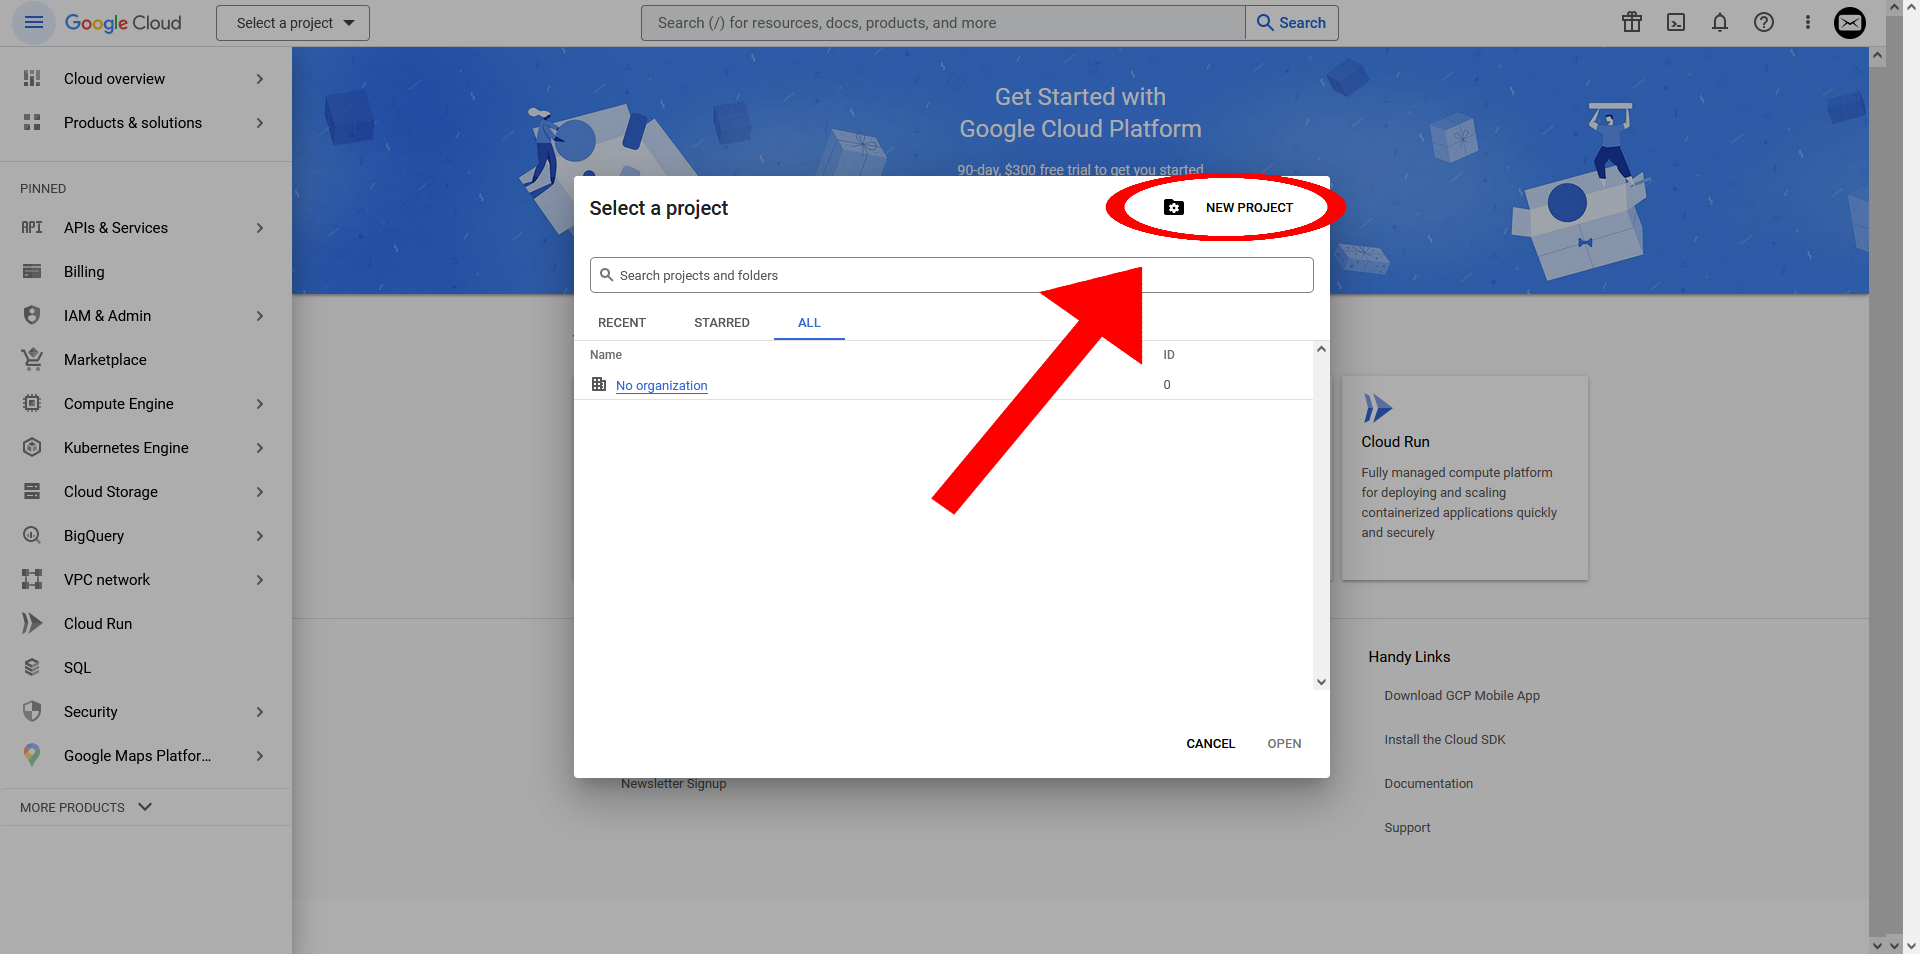 Google Cloud
Select a project
Search (/) for resources, docs, products, and more
Search
Cloud overview
Products & solutions
PINNED
API
APIs & Services
Billing
IAM & Admin
Marketplace
Compute Engine
Kubernetes Engine
Cloud Storage
BigQuery
VPC network
Cloud Run
SQL
Security
Google Maps Platfor...
MORE PRODUCTS
Get Started with
Google Cloud Platform
90-day, $300 free trial to get you started
Select a project
NEW PROJECT
Search projects and folders
RECENT
STARRED
ALL
Name
ID
No organization
0
CANCEL
OPEN
Cloud Run
Fully managed compute platform
for deploying and scaling
containerized applications quickly
and securely
Newsletter Signup
Handy Links
Download GCP Mobile App
Install the Cloud SDK
Documentation
Support